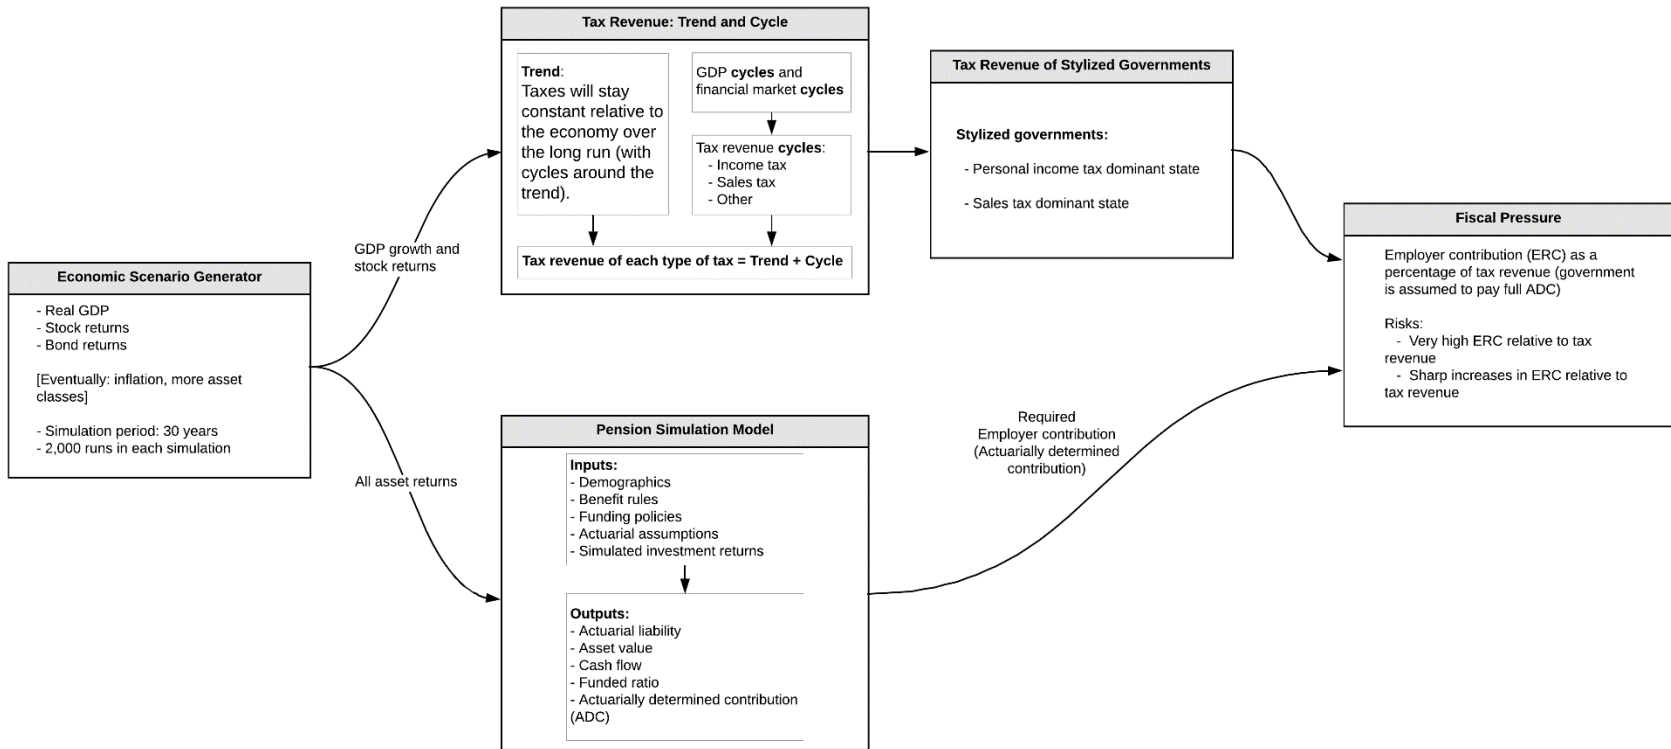 Economic Scenario Generator
- Real GDP
- Stock returns
- Bond returns
[Eventually: inflation, more asset
classes]
- Simulation period: 30 years
- 2,000 runs in each simulation
GDP growth and
stock returns
All asset returns
Tax Revenue: Trend and Cycle
Trend:
Taxes will stay
constant relative to
the economy over
the long run (with
cycles around the
trend).
GDP cycles and
financial market cycles
Tax revenue cycles:
- Income tax
- Sales tax
- Other
Tax revenue of each type of tax = Trend + Cycle
Pension Simulation Model
Inputs:
- Demographics
- Benefit rules
- Funding policies
- Actuarial assumptions
- Simulated investment returns
Outputs:
- Actuarial liability
- Asset value
- Cash flow
- Funded ratio
- Actuarially determined contribution
(ADC)
Tax Revenue of Stylized Governments
Stylized governments:
- Personal income tax dominant state
- Sales tax dominant state
Required
Employer contribution
(Actuarially determined
contribution)
Fiscal Pressure
Employer contribution (ERC) as a
percentage of tax revenue (government
is assumed to pay full ADC)
Risks:
- Very high ERC relative to tax
revenue
- Sharp increases in ERC relative to
tax revenue